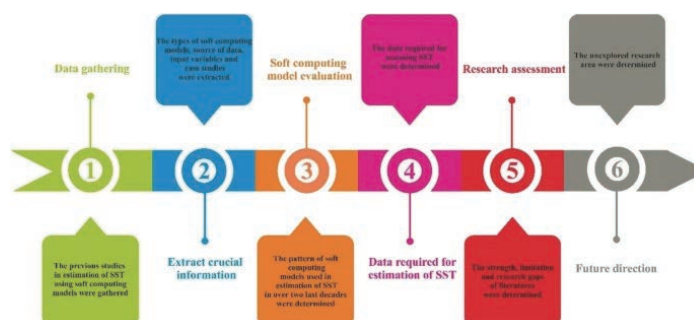 Data gathering
The types of soft computing
models, source of data,
input variables and
case studies
were extracted
Soft computing
model evaluation
The data required for
assessing SST
were determined
Research assessment
The unexplored research
area were determined
1
2
3
4
5
6
The previous studies
in estimation of SST
using soft computing
models were gathered
Extract crucial
information
The pattern of soft
computing
models used in
estimation of SST
in over two last decades
were determined
Data required for
estimation of SST
The strength, limitation
and research gaps
of literatures
were determined
Future direction